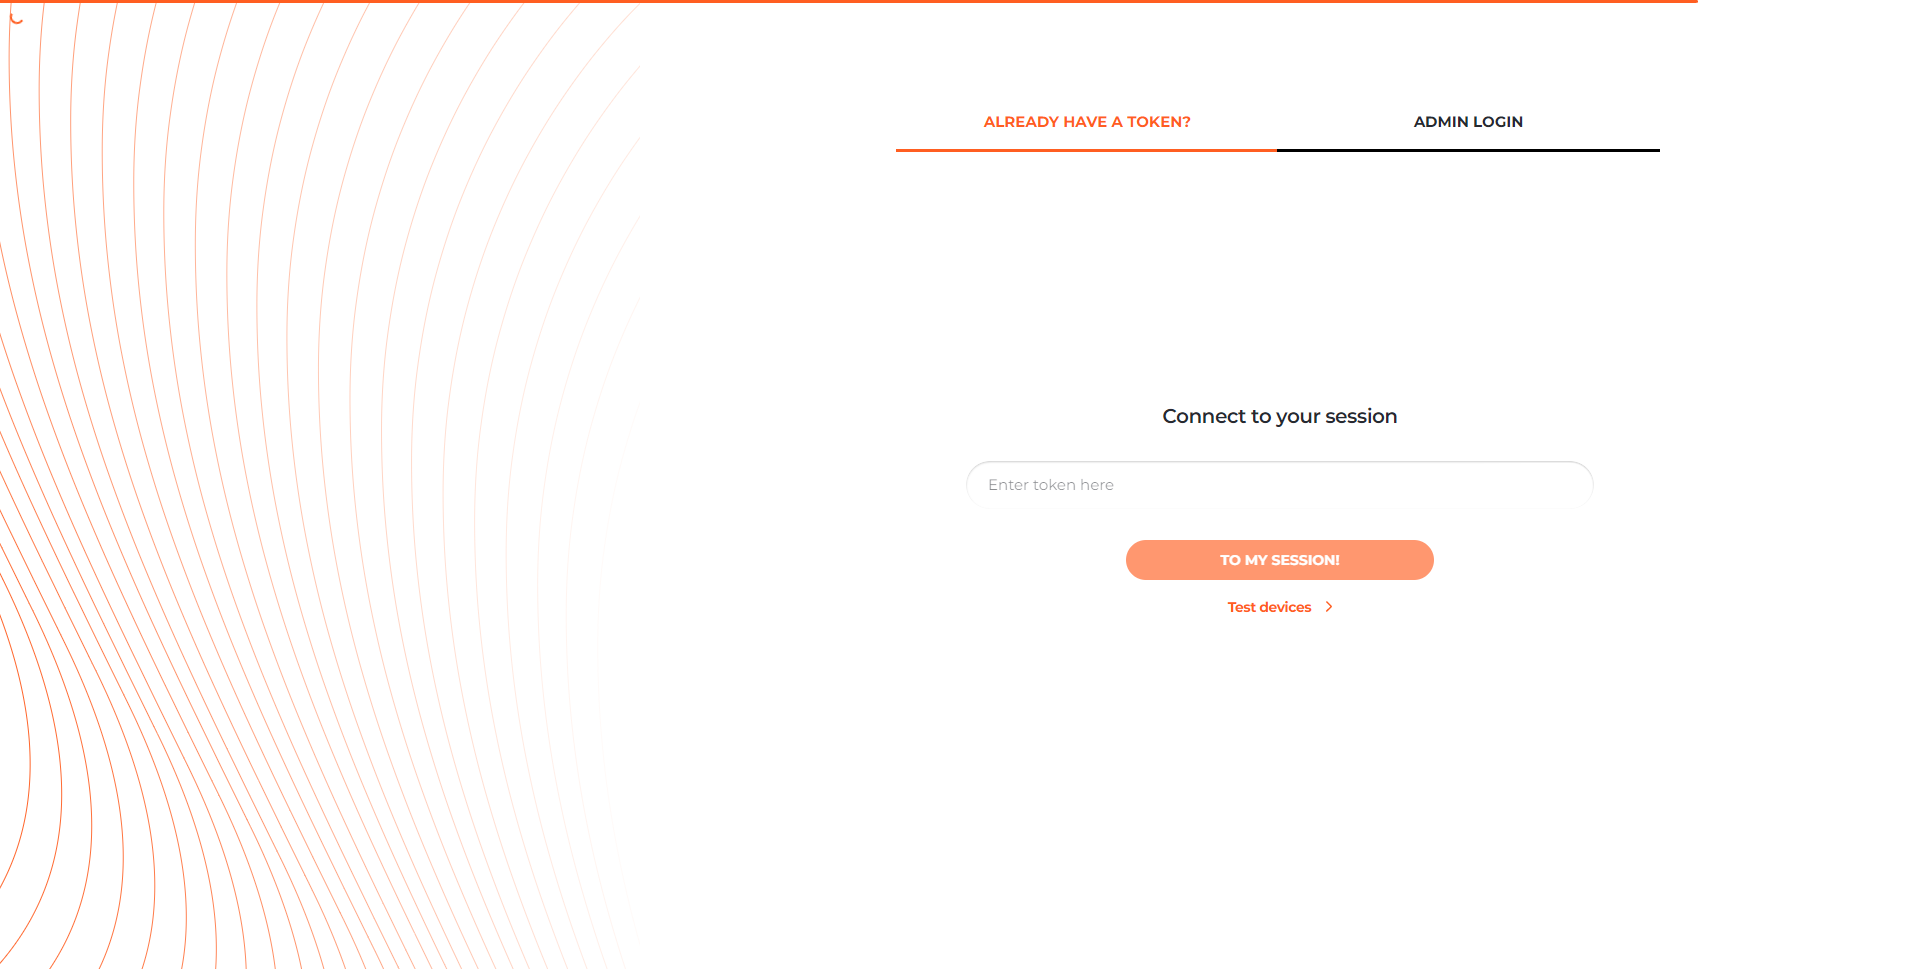 ALREADY HAVE A TOKEN?
ADMIN LOGIN
Connect to your session
Enter token here
TO MY SESSION!
Test devices